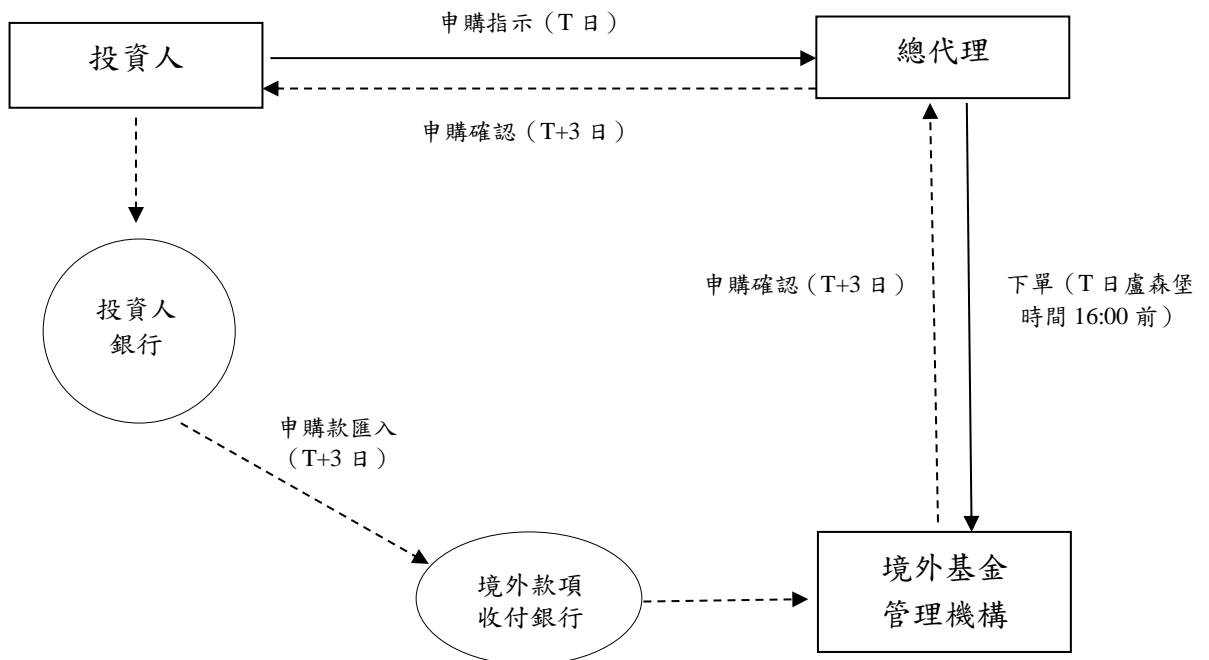 申購指示（T 日）
投資人
總代理
申購確認（T+3 日）
申購確認（T+3 日）
下單（T 日盧森堡
時間 16:00 前）
投資人
銀行
申購款匯入
（T+3 日）
境外款項
收付銀行
境外基金
管理機構